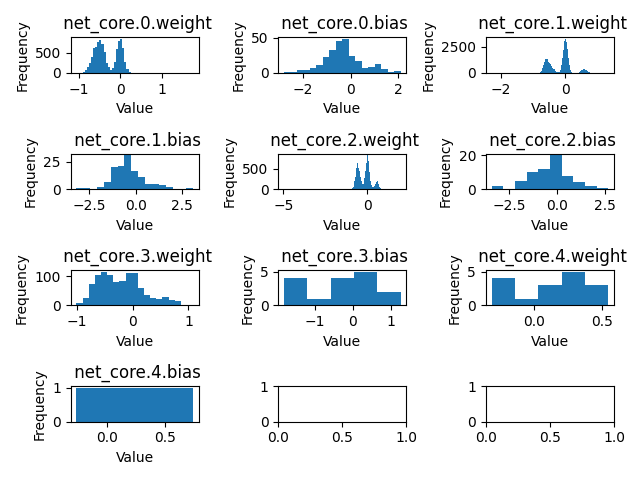 net_core.0.weight net_core.0.bias net_core.1.weight
Frequency 500 0 Frequency 50 0 Frequency 2500 0
−1 0 1 −2 0 2 −2 0
Value Value Value
net_core.1.bias net_core.2.weight net_core.2.bias
Frequency 25 0 Frequency 500 0 Frequency 20 0
−2.5 0.0 2.5 −5 0 −2.5 0.0 2.5
Value Value Value
net_core.3.weight net_core.3.bias net_core.4.weight
Frequency 100 0 Frequency 5 0 Frequency 5 0
−1 0 1 −1 0 1 0.0 0.5
Value Value Value
net_core.4.bias
Frequency 1 0 1 0 1 0
0.0 0.5 0.0 0.5 1.0 0.0 0.5 1.0
Value